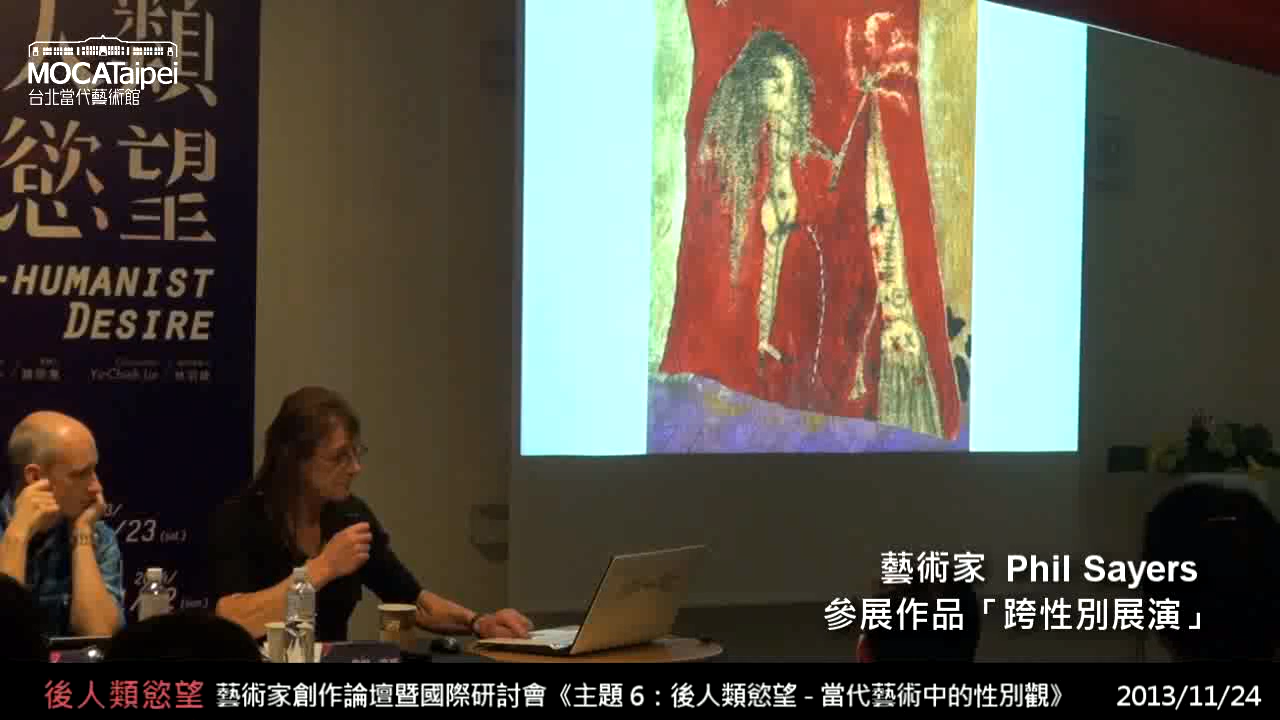 人類
慾望
-HUMANIST
DESIRE
MOCATaipei
台北當代藝術館
/23 (sat.)
藝術家 Phil Sayers
參展作品「跨性別展演」
後人類慾望 藝術家創作論壇暨國際研討會《主題 6：後人類慾望 - 當代藝術中的性別觀》 2013/11/24